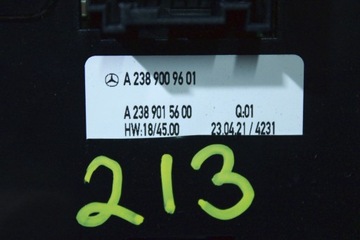 A 238 900 96 01
A 238 901 56 00 Q:01
HW:18/45.00 23.04.21 / 4231
213